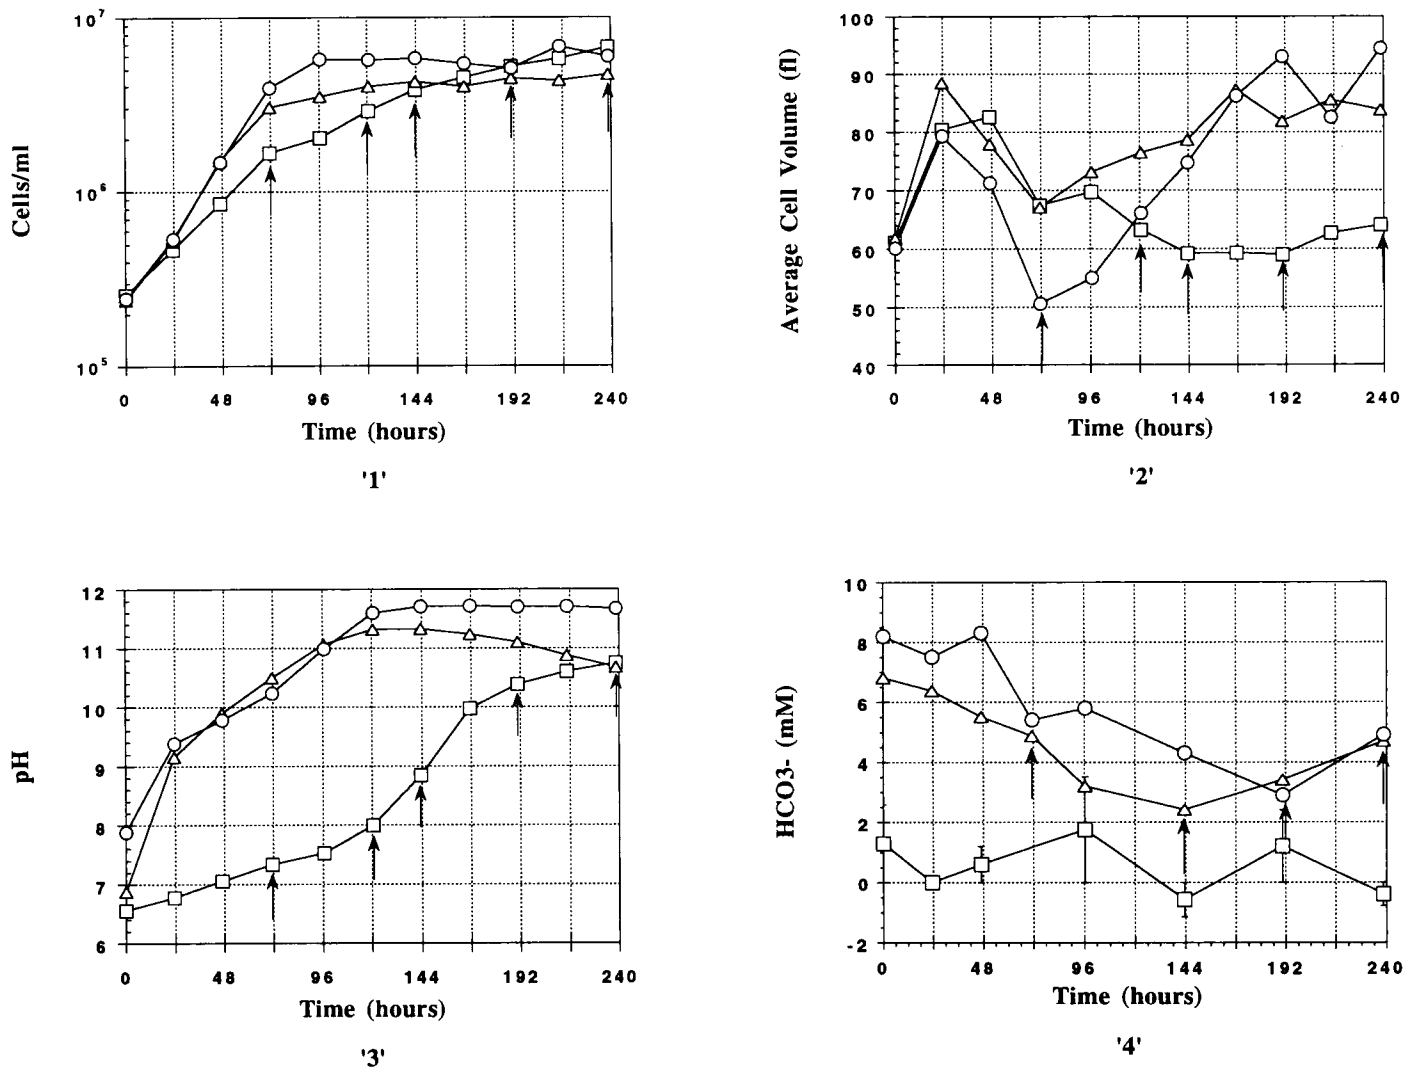 10^7
10^6
10^5
Cells/ml
0 48 96 144 192 240
Time (hours)
'1'
100
90
80
70
60
50
40
Average Cell Volume (fl)
0 48 96 144 192 240
Time (hours)
'2'
12
11
10
9
8
7
6
pH
0 48 96 144 192 240
Time (hours)
'3'
10
8
6
4
2
0
-2
HCO3- (mM)
0 48 96 144 192 240
Time (hours)
'4'